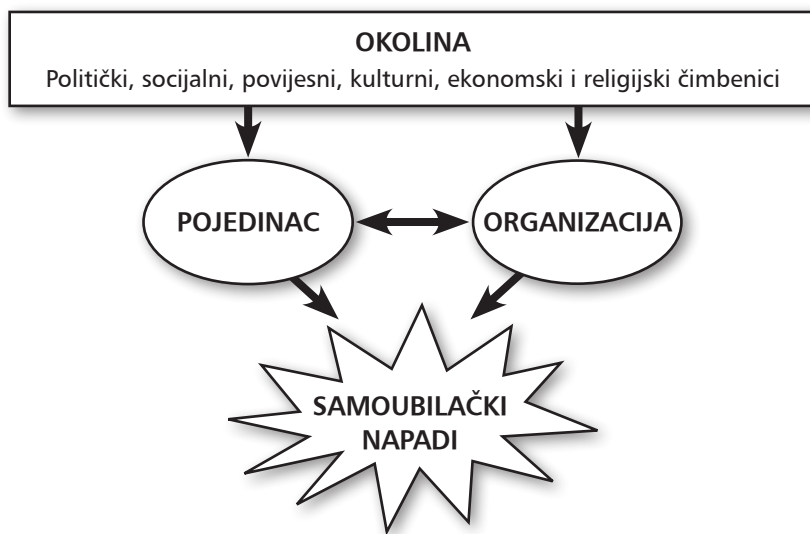 OKOLINA
Politički, socijalni, povijesni, kulturni, ekonomski i religijski čimbenici
POJEDINAC
ORGANIZACIJA
SAMOUBILAČKI
NAPADI